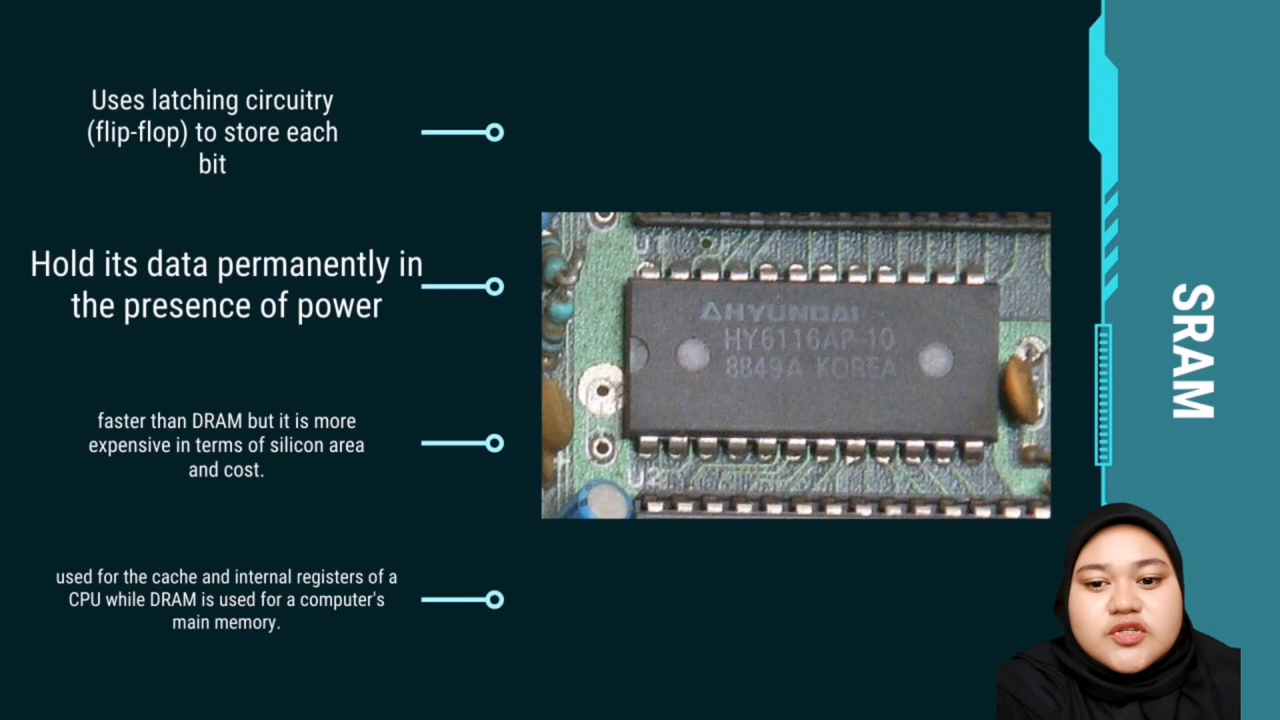 Uses latching circuitry
(flip-flop) to store each
bit
Hold its data permanently in
the presence of power
faster than DRAM but it is more
expensive in terms of silicon area
and cost.
used for the cache and internal registers of a
CPU while DRAM is used for a computer's
main memory.
HYUNDAI
HY6116AP-10
8849A KOREA
U2
SRAM